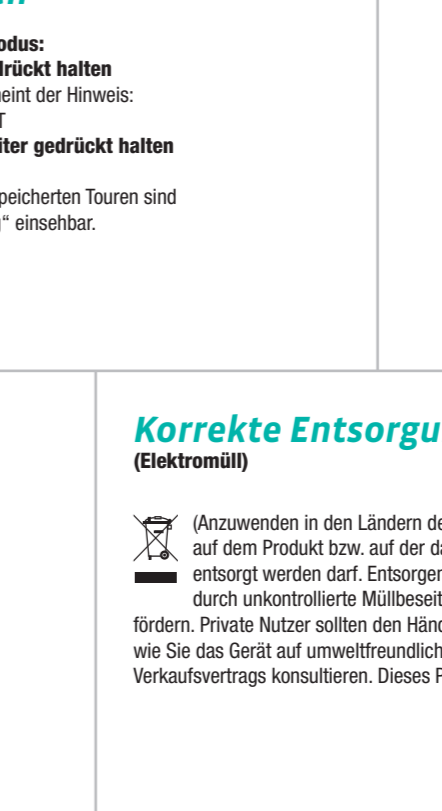 odus:
drückt halten
eint der Hinweis:
T
iter gedrückt halten
peicherten Touren sind
g“ einsehbar.
Korrekte Entsorgu
(Elektromüll)
(Anzuwenden in den Ländern de
auf dem Produkt bzw. auf der da
entsorgt werden darf. Entsorgen
durch unkontrollierte Müllbeseit
fördern. Private Nutzer sollten den Händ
wie Sie das Gerät auf umweltfreundlich
Verkaufsvertrags konsultieren. Dieses P